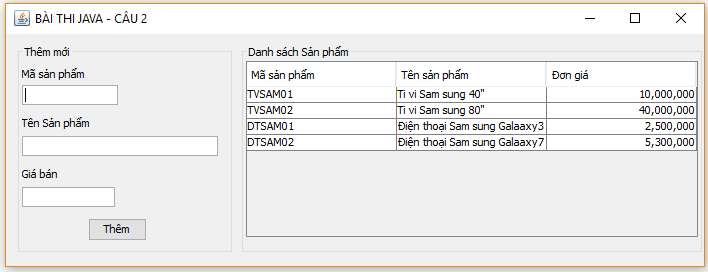 BÀI THI JAVA - CÂU 2
Thêm mới
Mã sản phẩm
Tên Sản phẩm
Giá bán
Thêm
Danh sách Sản phẩm
Mã sản phẩm Tên sản phẩm Đơn giá
TVSAM01 Ti vi Sam sung 40" 10,000,000
TVSAM02 Ti vi Sam sung 80" 40,000,000
DTSAM01 Điện thoại Sam sung Galaaxy3 2,500,000
DTSAM02 Điện thoại Sam sung Galaaxy7 5,300,000